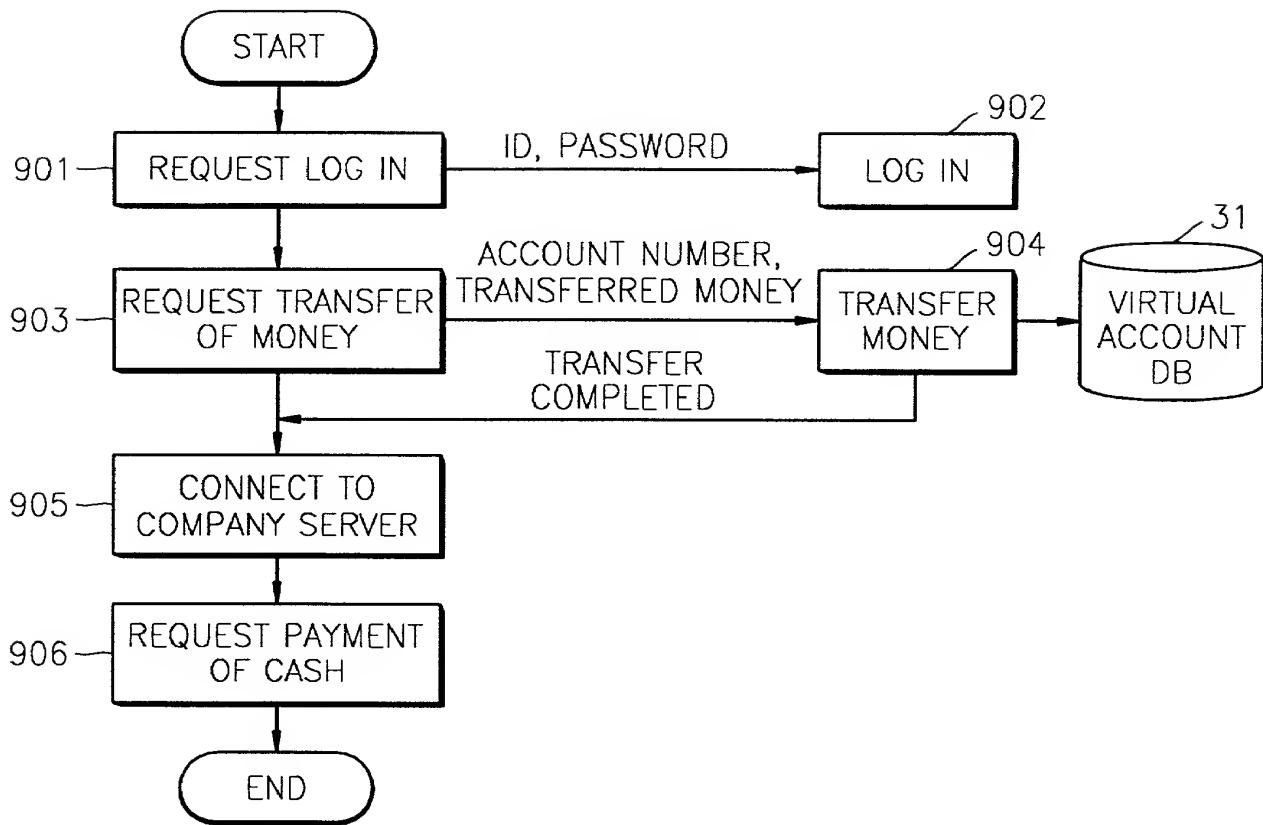 START
902
901
REQUEST LOG IN
ID, PASSWORD
LOG IN
31
904
ACCOUNT NUMBER,
TRANSFERRED MONEY
903
REQUEST TRANSFER
OF MONEY
TRANSFER
MONEY
VIRTUAL
ACCOUNT
DB
TRANSFER
COMPLETED
905
CONNECT TO
COMPANY SERVER
906
REQUEST PAYMENT
OF CASH
END